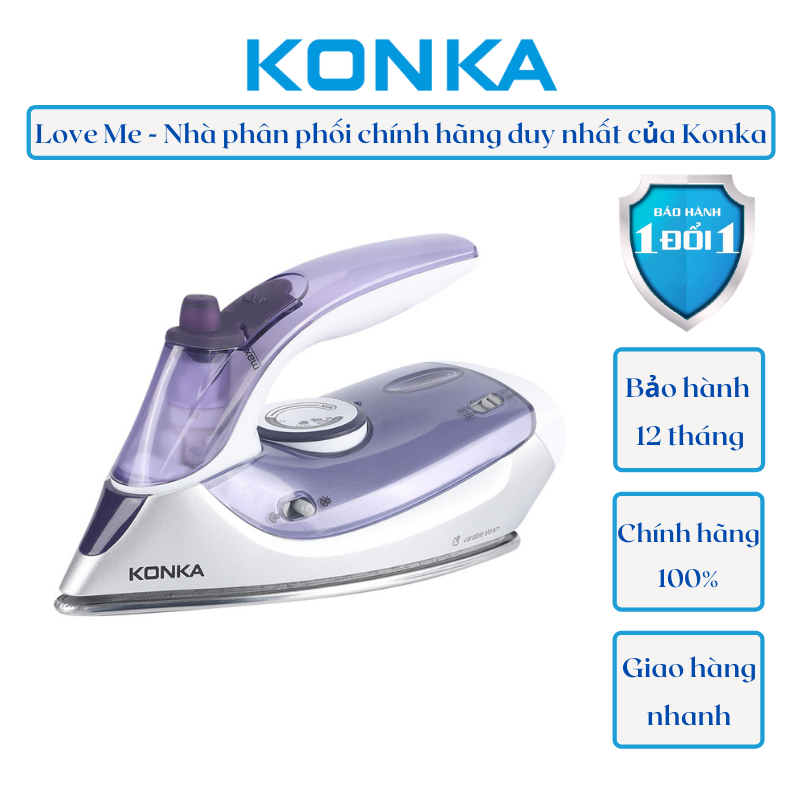 KONKA
Love Me - Nhà phân phối chính hãng duy nhất của Konka
BẢO HÀNH
1 ĐỔI 1
max
Bảo hành
12 tháng
variable steam
Chính hãng
100%
KONKA
Giao hàng
nhanh